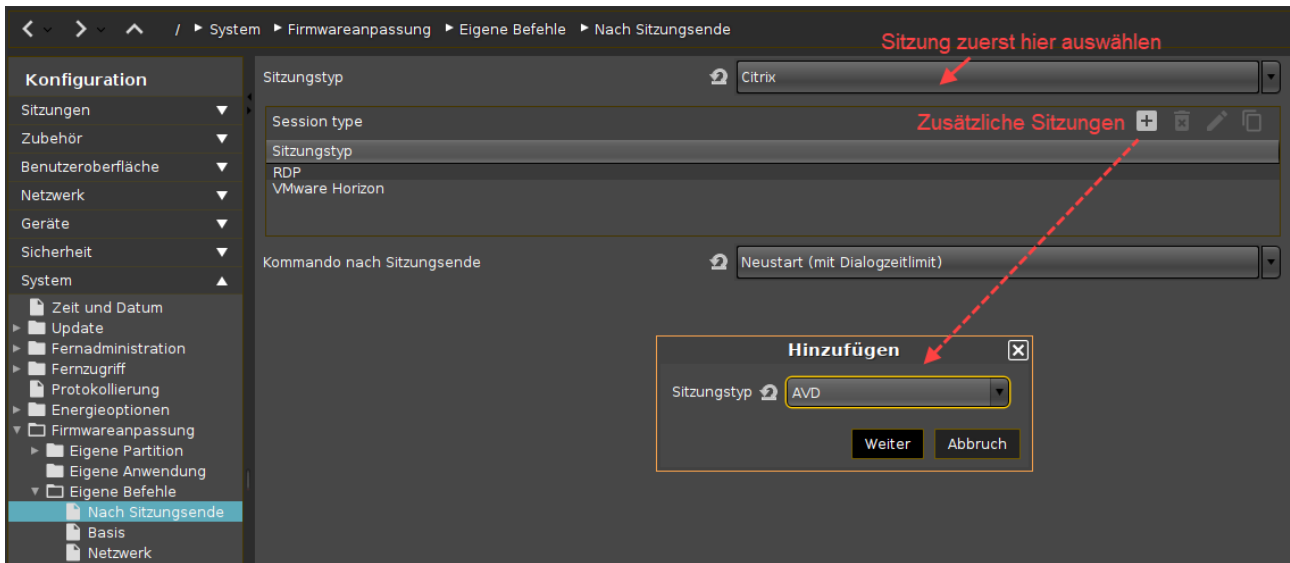 / System Firmwareanpassung Eigene Befehle Nach Sitzungsende
Sitzung zuerst hier auswählen
Konfiguration
Sitzungen
Zubehör
Benutzeroberfläche
Netzwerk
Geräte
Sicherheit
System
Zeit und Datum
Update
Fernadministration
Fernzugriff
Protokollierung
Energieoptionen
Firmwareanpassung
Eigene Partition
Eigene Anwendung
Eigene Befehle
Nach Sitzungsende
Basis
Netzwerk
Sitzungstyp Citrix
Session type Zusätzliche Sitzungen
Sitzungstyp
RDP
VMware Horizon
Kommando nach Sitzungsende Neustart (mit Dialogzeitlimit)
Hinzufügen
Sitzungstyp AVD
Weiter Abbruch